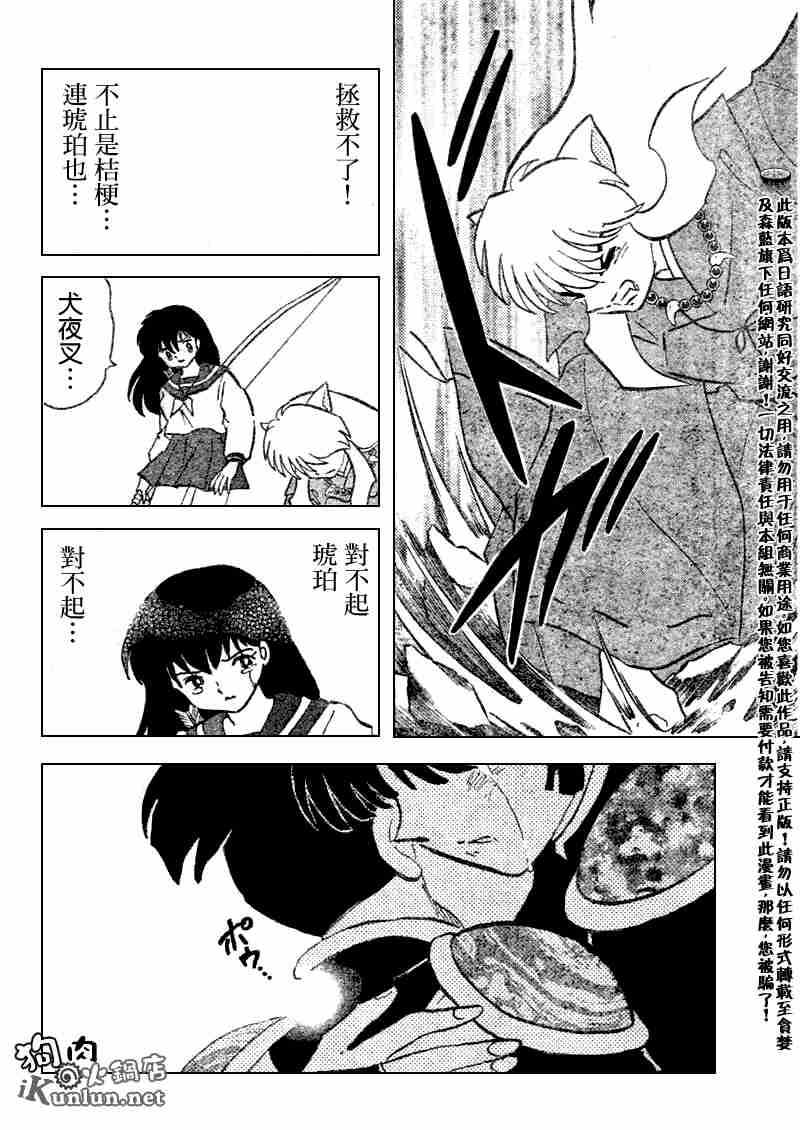 拯救不了！
不止是桔梗…
連琥珀也…
犬夜叉…
對不起
琥珀
對不起…
ポウ…
此版本爲日語研究同好交流之用，請勿用于任何商業用途。如您喜歡此作品，請支持正版！請勿以任何形式轉載至貪婪
及森藍旗下任何網站，謝謝！一切法律責任與本組無關。如果您被告知需要付款才能看到此漫畫，那麼，您被騙了！
狗肉
火鍋店
iKunlun.net